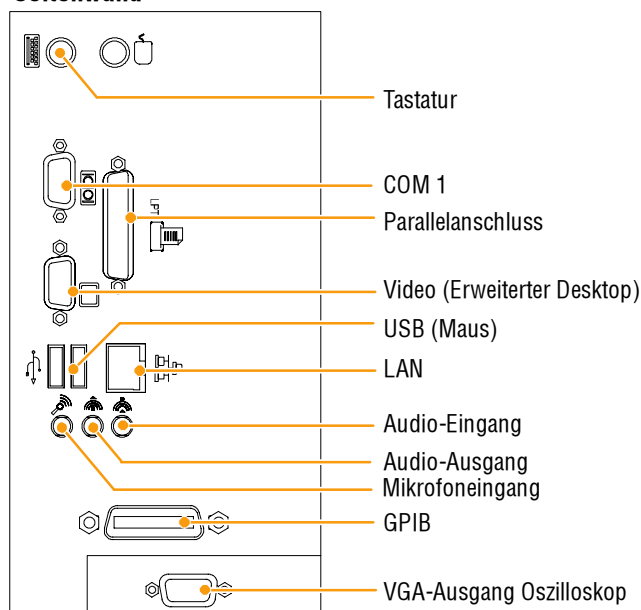 Tastatur
COM 1
LPT
Parallelanschluss
Video (Erweiterter Desktop)
USB (Maus)
LAN
Audio-Eingang
Audio-Ausgang
Mikrofoneingang
GPIB
VGA-Ausgang Oszilloskop